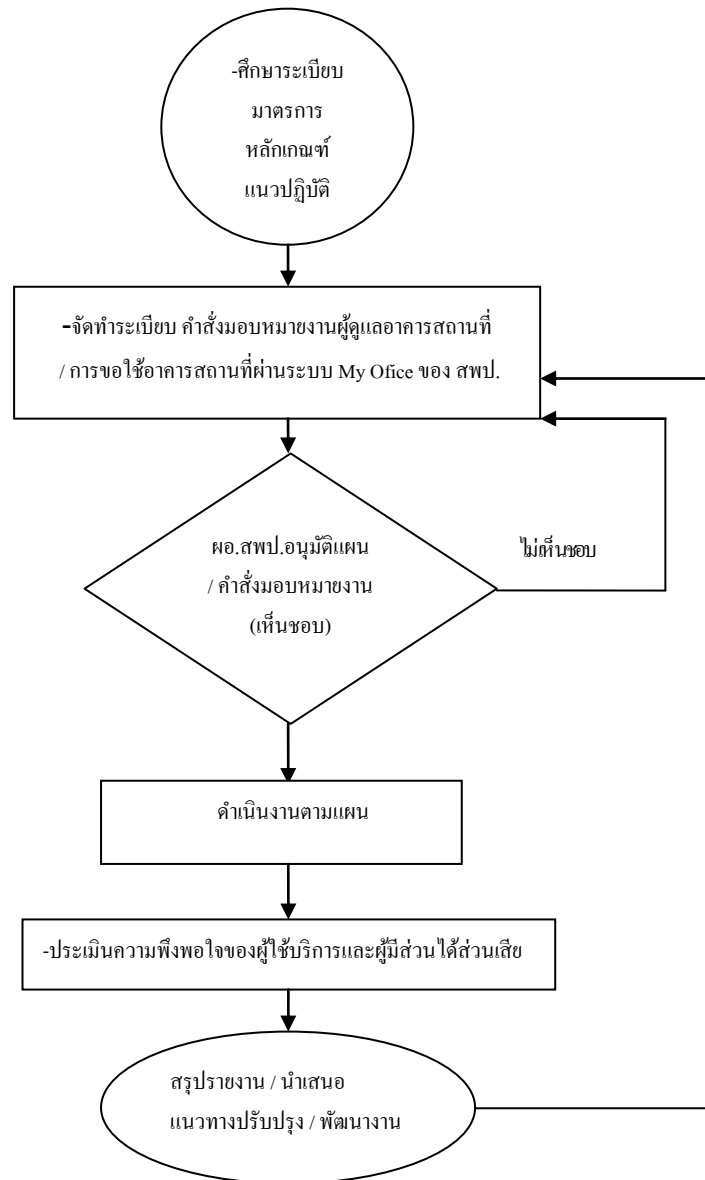 -ศึกษาระเบียบ
มาตรการ
หลักเกณฑ์
แนวปฏิบัติ
-จัดทำระเบียบ คำสั่งมอบหมายงานผู้ดูแลอาคารสถานที่
/ การขอใช้อาคารสถานที่ผ่านระบบ My Ofice ของ สพป.
ผอ.สพป.อนุมัติแผน
/ คำสั่งมอบหมายงาน
(เห็นชอบ)
ไม่เห็นชอบ
ดำเนินงานตามแผน
-ประเมินความพึงพอใจของผู้ใช้บริการและผู้มีส่วนได้ส่วนเสีย
สรุปรายงาน / นำเสนอ
แนวทางปรับปรุง / พัฒนางาน